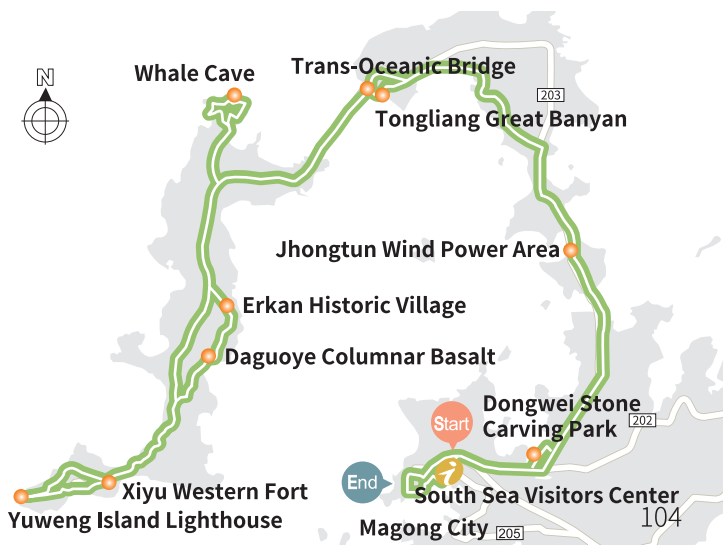 N
Whale Cave
Trans-Oceanic Bridge
203
Tongliang Great Banyan
Jhongtun Wind Power Area
Erkan Historic Village
Daguoye Columnar Basalt
Dongwei Stone
Carving Park
202
Start
End
Xiyu Western Fort
South Sea Visitors Center
Yuweng Island Lighthouse
Magong City
205
104